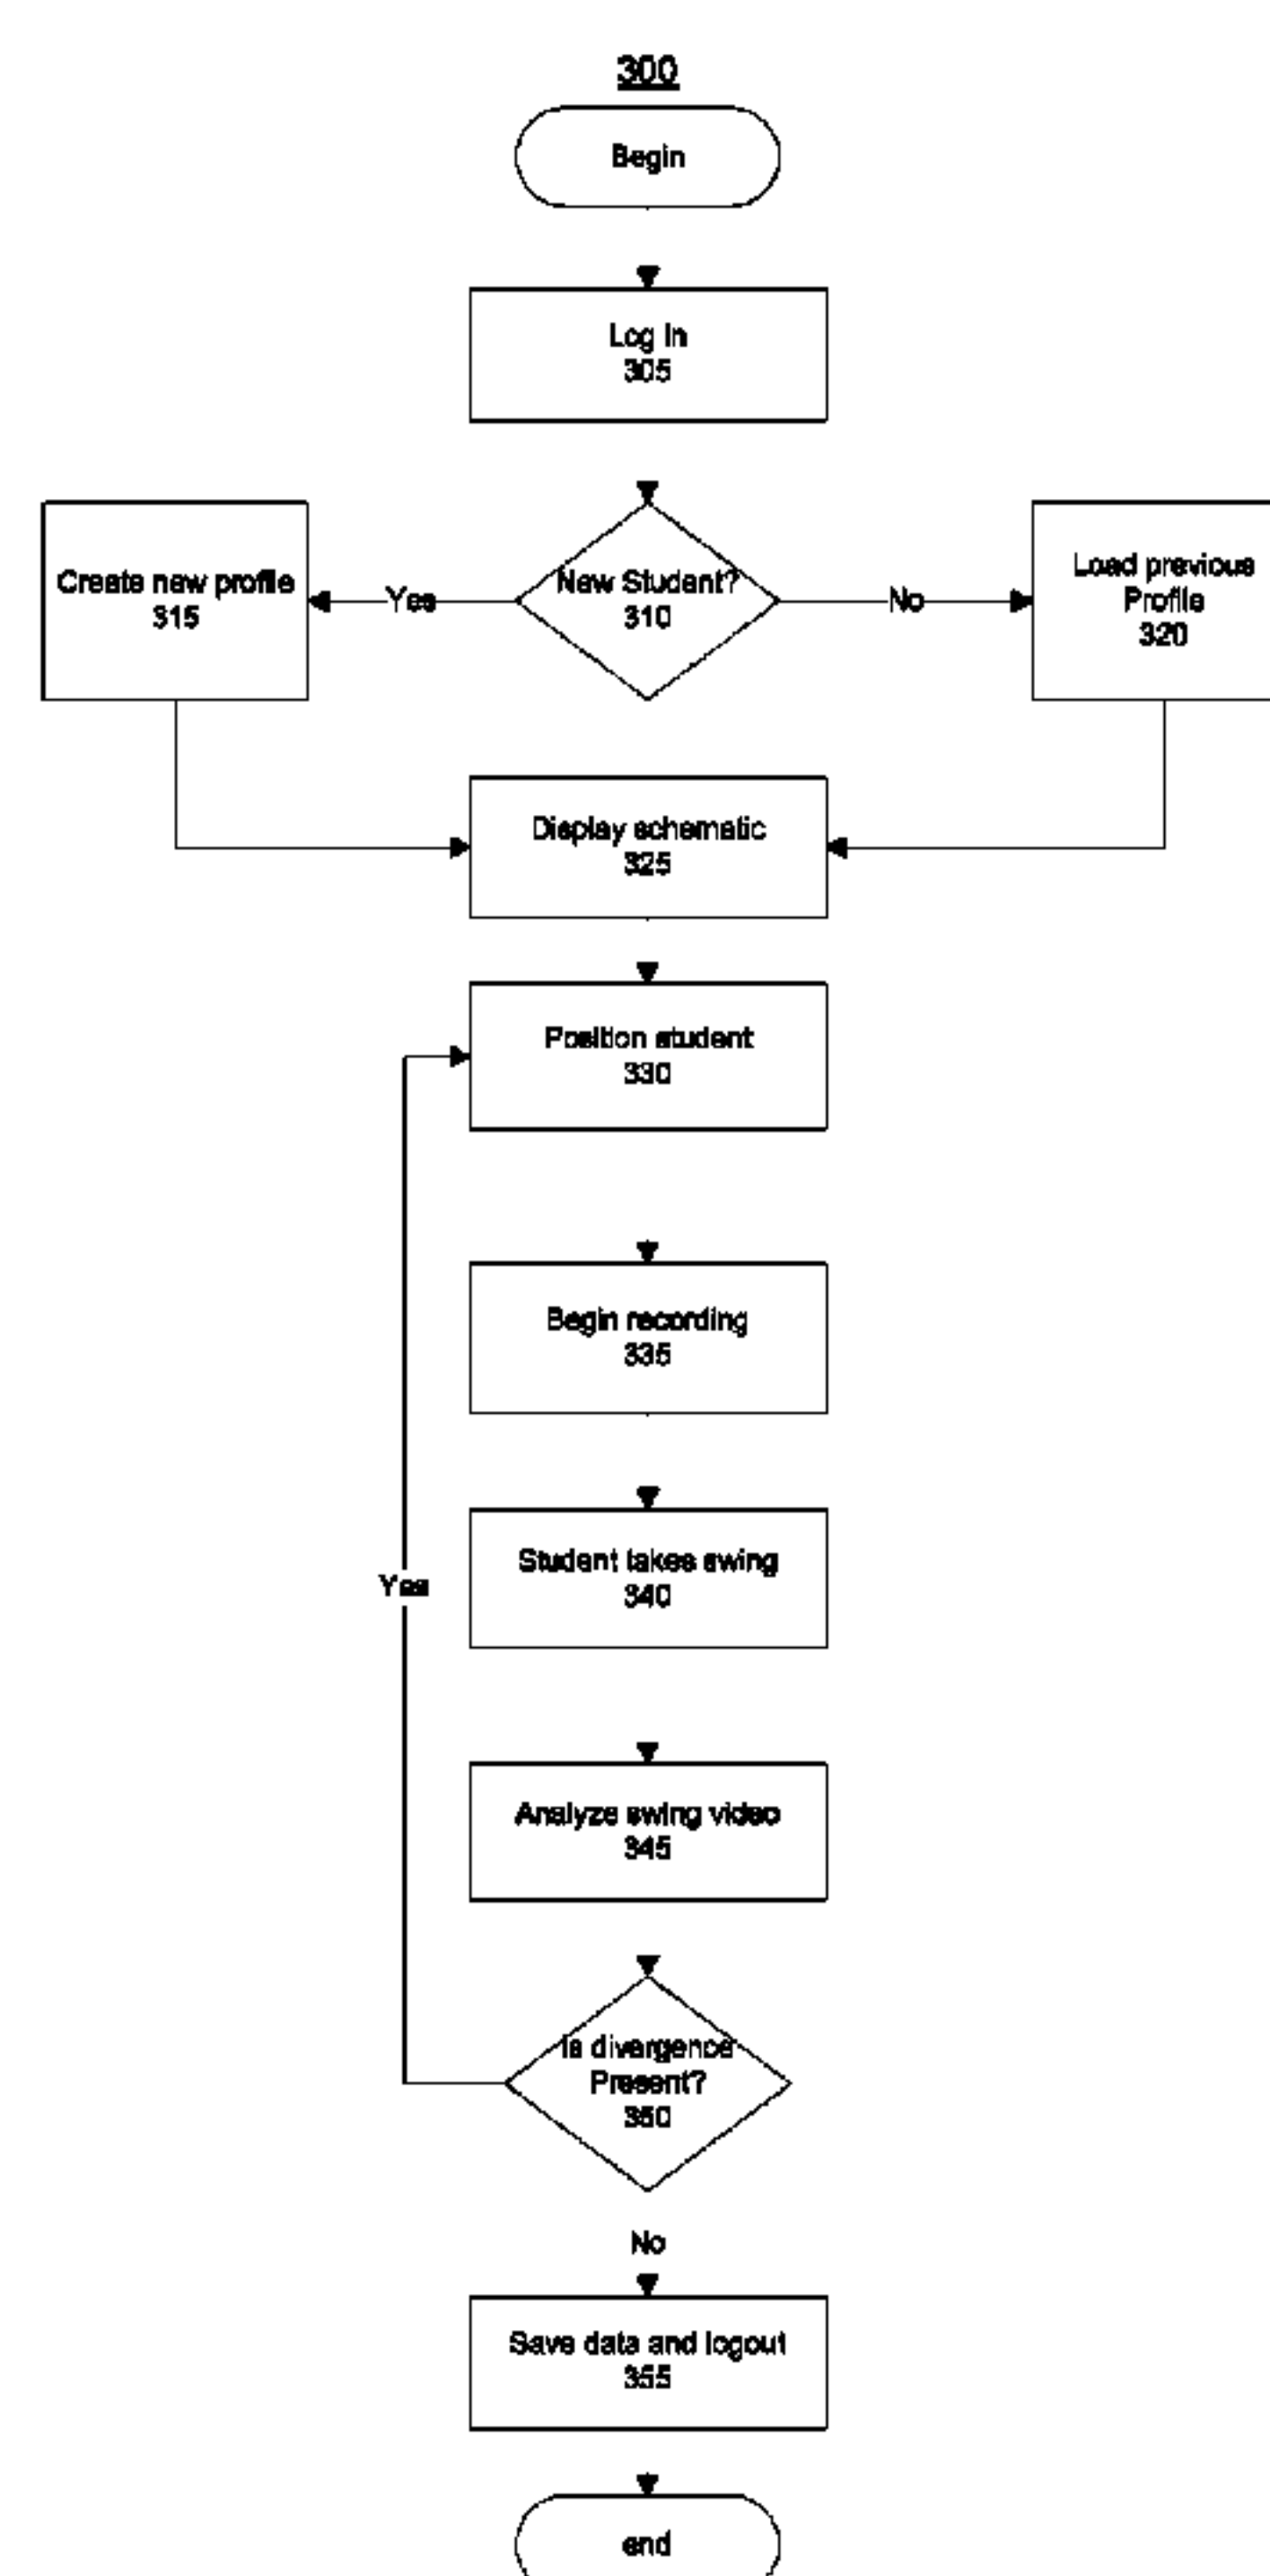 300
Begin
Log in
305
New Student?
310
Yes
No
Create new profile
315
Load previous
Profile
320
Display schematic
325
Position student
330
Begin recording
335
Student takes swing
340
Yes
Analyze swing video
345
Is divergence
Present?
350
No
Save data and logout
355
end